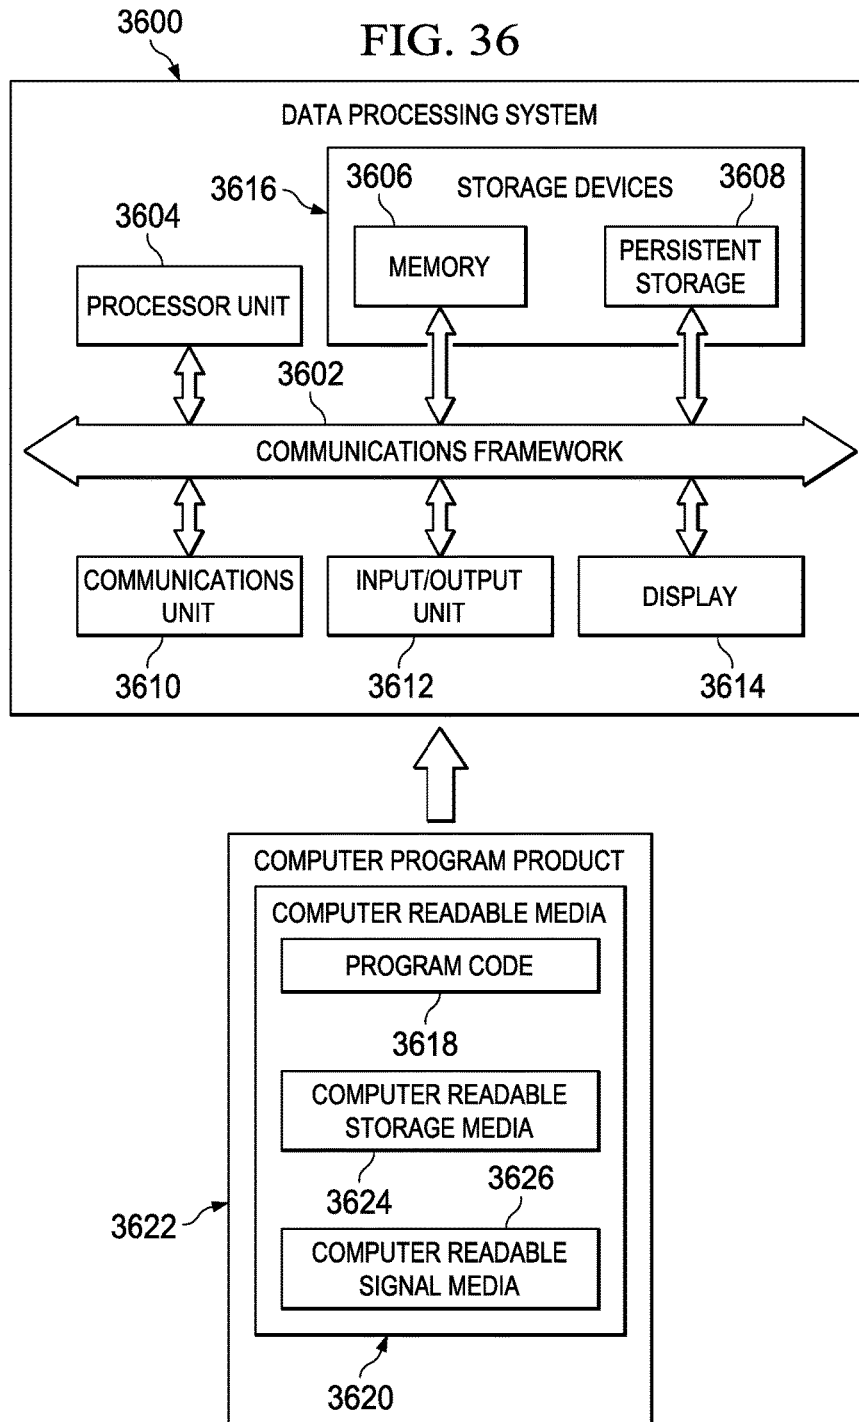 3600
FIG. 36
DATA PROCESSING SYSTEM
3616
3606
STORAGE DEVICES
3608
3604
MEMORY
PERSISTENT
STORAGE
PROCESSOR UNIT
3602
COMMUNICATIONS FRAMEWORK
COMMUNICATIONS
UNIT
INPUT/OUTPUT
UNIT
DISPLAY
3610
3612
3614
COMPUTER PROGRAM PRODUCT
COMPUTER READABLE MEDIA
PROGRAM CODE
3618
COMPUTER READABLE
STORAGE MEDIA
3624
3626
3622
COMPUTER READABLE
SIGNAL MEDIA
3620